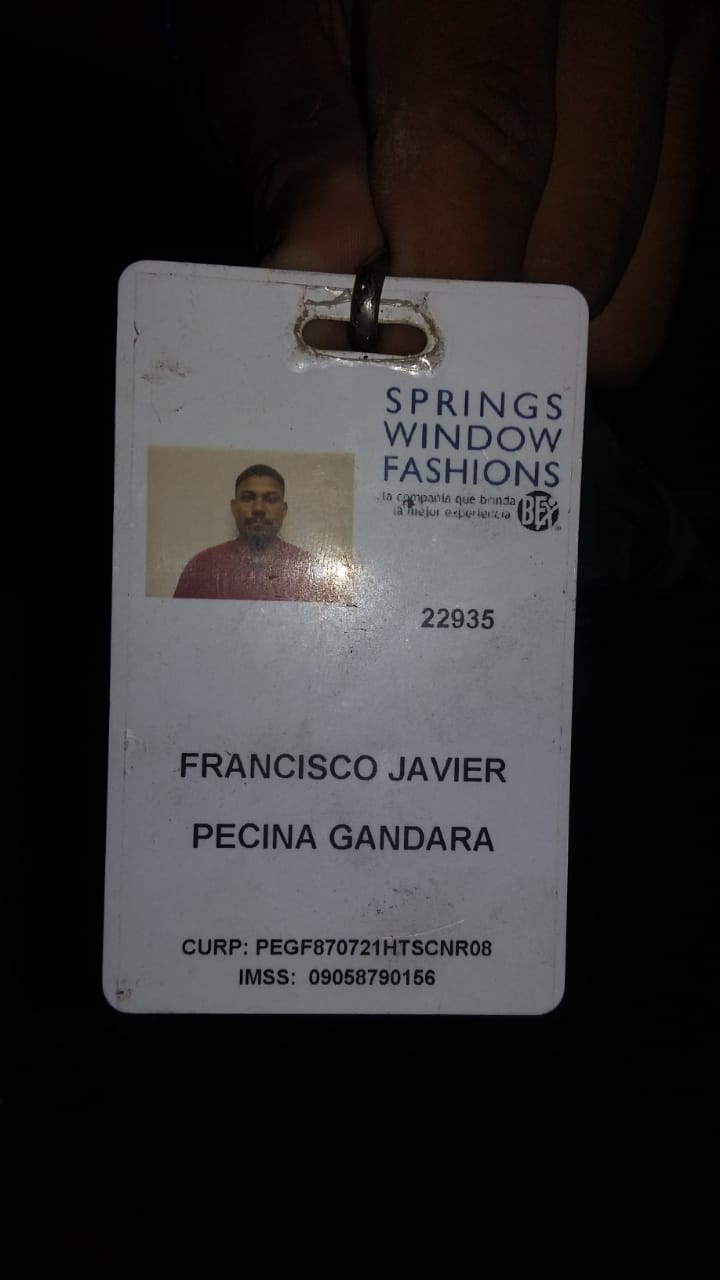 SPRINGS
WINDOW
FASHIONS
la compañía que brinda
la mejor experiencia
BEX
22935
FRANCISCO JAVIER
PECINA GANDARA
CURP: PEGF870721HTSCNR08
IMSS: 09058790156